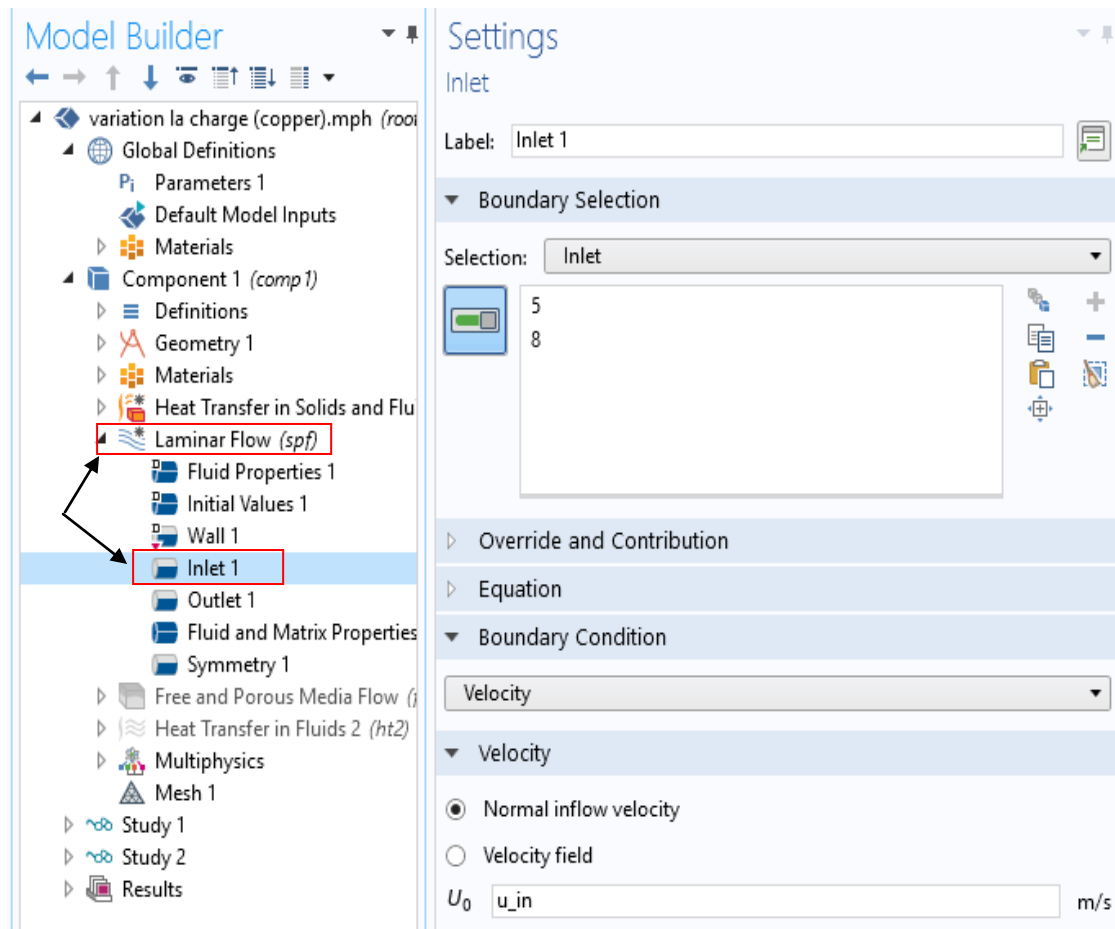 Model Builder
variation la charge (copper).mph (root
Global Definitions
Pi Parameters 1
Default Model Inputs
Materials
Component 1 (comp1)
Definitions
Geometry 1
Materials
Heat Transfer in Solids and Flu
Laminar Flow (spf)
Fluid Properties 1
Initial Values 1
Wall 1
Inlet 1
Outlet 1
Fluid and Matrix Properties
Symmetry 1
Free and Porous Media Flow (
Heat Transfer in Fluids 2 (ht2)
Multiphysics
Mesh 1
Study 1
Study 2
Results
Settings
Inlet
Label: Inlet 1
Boundary Selection
Selection: Inlet
5
8
Override and Contribution
Equation
Boundary Condition
Velocity
Velocity
Normal inflow velocity
Velocity field
U0 u_in m/s